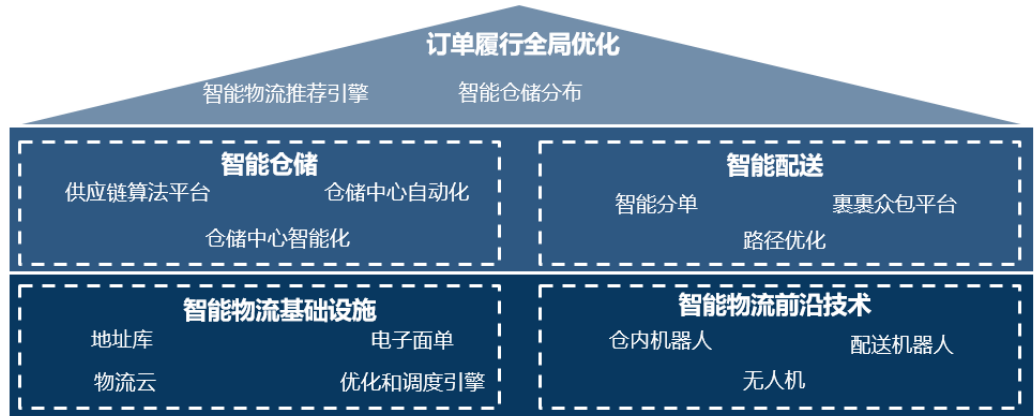 订单履行全局优化
智能物流推荐引擎 智能仓储分布
智能仓储
供应链算法平台 仓储中心自动化
仓储中心智能化
智能配送
智能分单 裹裹众包平台
路径优化
智能物流基础设施
地址库 电子面单
物流云 优化和调度引擎
智能物流前沿技术
仓内机器人 配送机器人
无人机